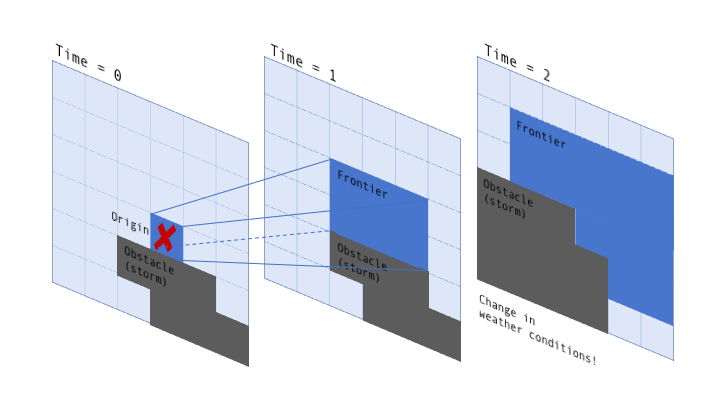 Time = 0
Time = 1
Time = 2
Origin
Obstacle
(storm)
Frontier
Obstacle
(storm)
Frontier
Obstacle
(storm)
Change in
weather conditions!